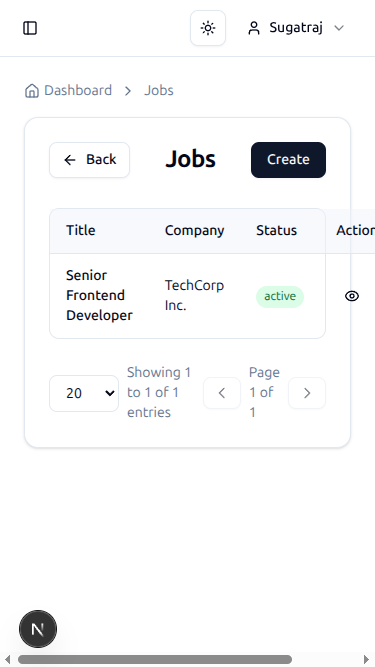 Sugatraj
Dashboard > Jobs
Back
Jobs
Create
Title Company Status Action
Senior
Frontend
Developer
TechCorp
Inc.
active
20
Showing 1
to 1 of 1
entries
Page
1 of
1
N